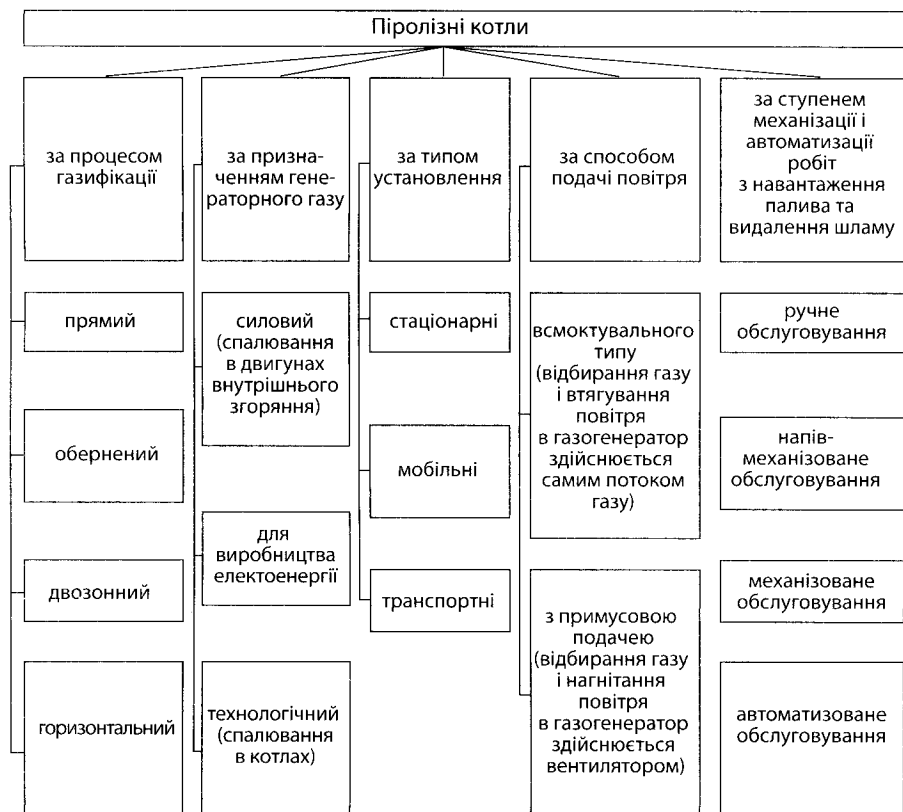 Піролізні котли
за процесом
газифікації
прямий
обернений
двозонний
горизонтальний
за призна-
ченням гене-
раторного газу
силовий
(спалювання
в двигунах
внутрішнього
згоряння)
для
виробництва
електоенергії
технологічний
(спалювання
в котлах)
за типом
установлення
стаціонарні
мобільні
транспортні
за способом
подачі повітря
всмоктувального
типу
(відбирання газу
і втягування
повітря
в газогенератор
здійснюється
самим потоком
газу)
з примусовою
подачею
(відбирання газу
і нагнітання
повітря
в газогенератор
здійснюється
вентилятором)
за ступенем
механізації і
автоматизації
робіт
з навантаження
палива та
видалення шламу
ручне
обслуговування
напів-
механізоване
обслуговування
механізоване
обслуговування
автоматизоване
обслуговування